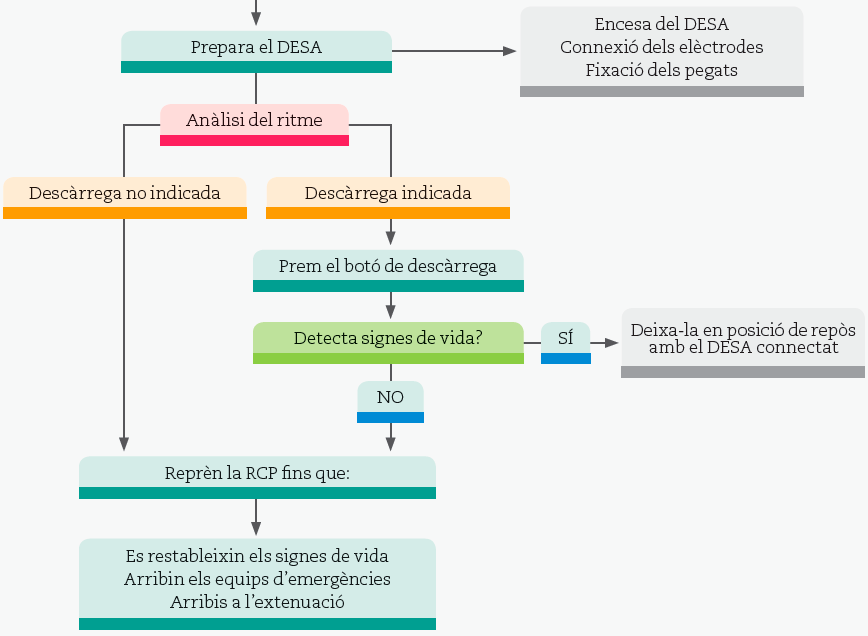 Prepara el DESA
Encesa del DESA
Connexió dels elèctrodes
Fixació dels pegats
Anàlisi del ritme
Descàrrega no indicada
Descàrrega indicada
Prem el botó de descàrrega
Detecta signes de vida?
SÍ
Deixa-la en posició de repòs
amb el DESA connectat
NO
Reprèn la RCP fins que:
Es restableixin els signes de vida
Arribin els equips d’emergències
Arribis a l’extenuació